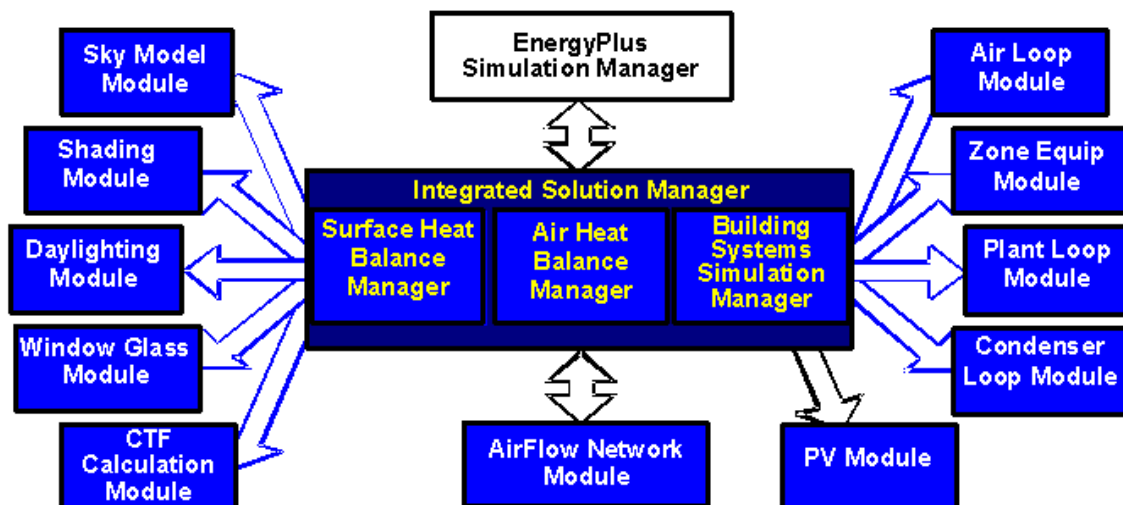 EnergyPlus
Simulation Manager
Sky Model
Module
Shading
Module
Daylighting
Module
Window Glass
Module
CTF
Calculation
Module
Integrated Solution Manager
Surface Heat
Balance
Manager
Air Heat
Balance
Manager
Building
Systems
Simulation
Manager
AirFlow Network
Module
PV Module
Air Loop
Module
Zone Equip
Module
Plant Loop
Module
Condenser
Loop Module